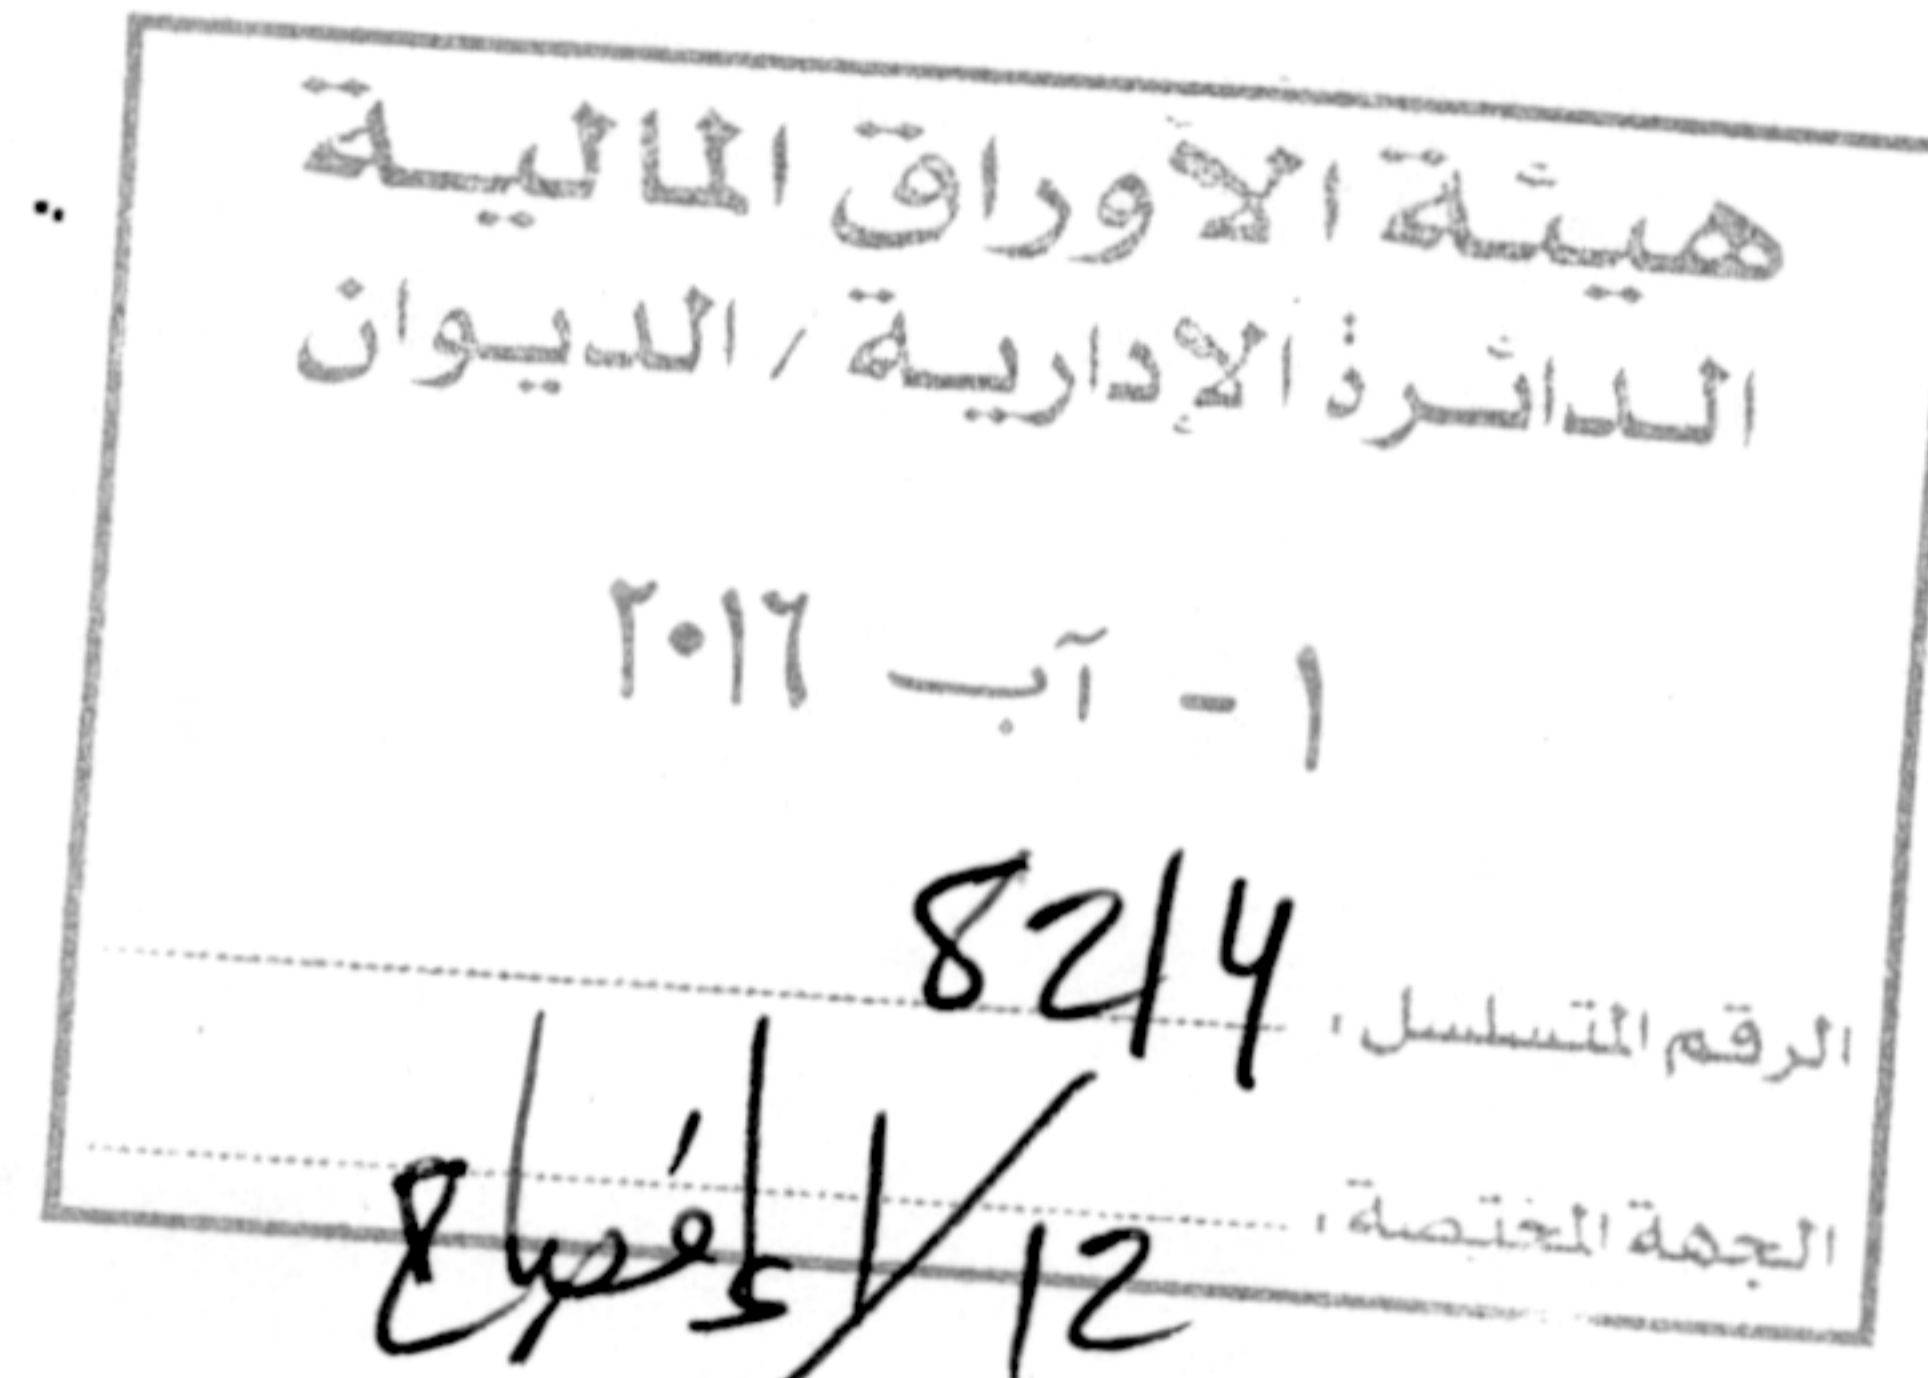 هيئة الأوراق المالية
الدائرة الإدارية / الديوان
١ - آب ٢٠١٦
الرقم المتسلسل: 8214
الجهة المختصة: 12/ الإفصاح